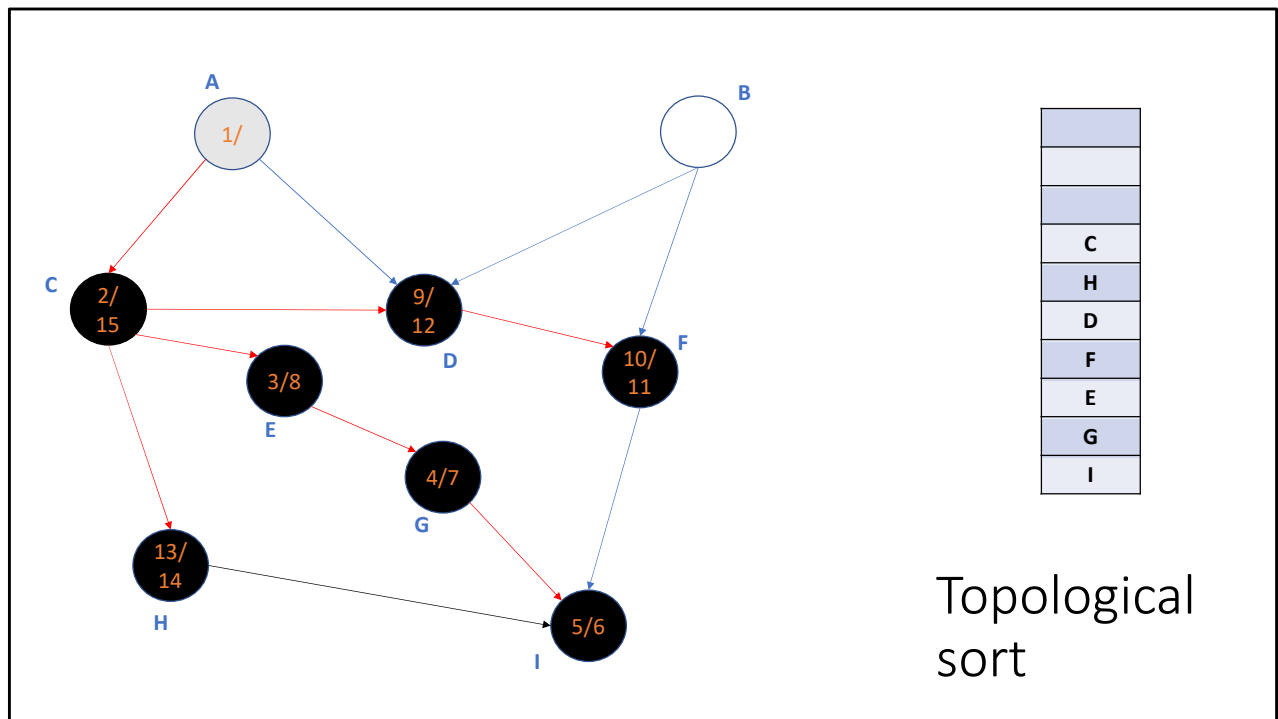 A
B
1/
C
2/
15
9/
12
D
F
10/
11
3/8
E
4/7
G
13/
14
H
5/6
I
C
H
D
F
E
G
I
Topological
sort